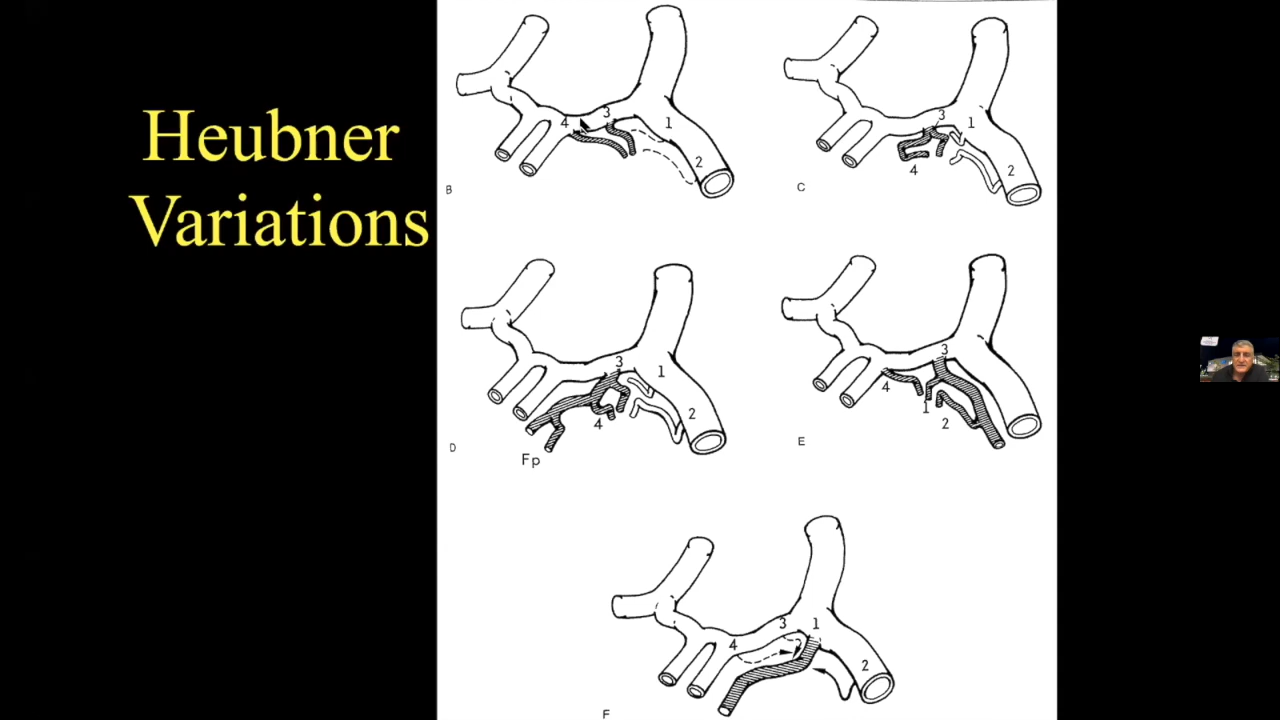 Heubner
Variations
4 3 1 2
B
3 1 4 2
C
3 1 2 4
D
Fp
3 4 1 2
E
3 1 4 2
F